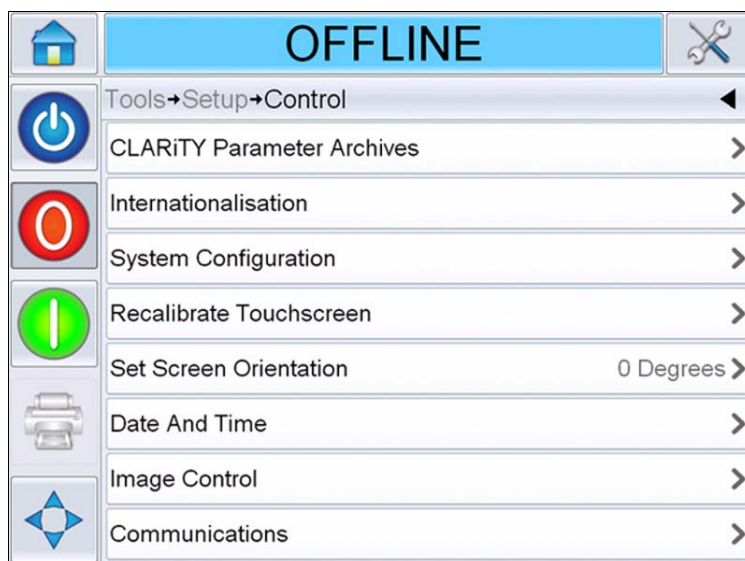 OFFLINE
Tools→Setup→Control
CLARiTY Parameter Archives
Internationalisation
System Configuration
Recalibrate Touchscreen
Set Screen Orientation 0 Degrees
Date And Time
Image Control
Communications